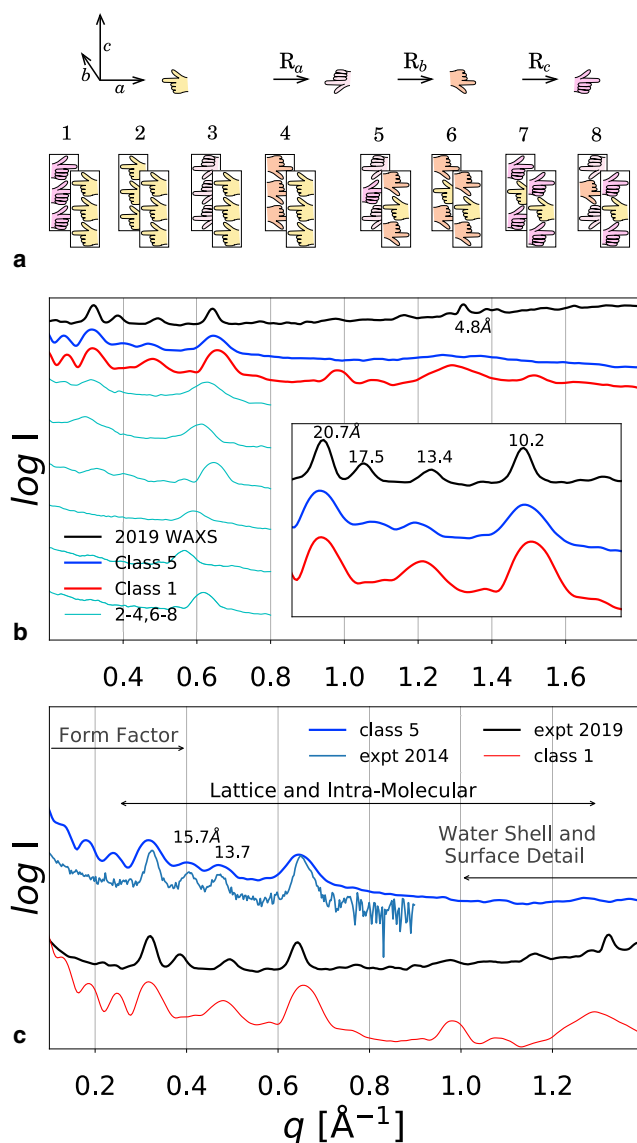 c
b
a
R_a
R_b
R_c
1 2 3 4 5 6 7 8
a
log I
4.8Å
20.7Å
17.5
13.4
10.2
2019 WAXS
Class 5
Class 1
2-4,6-8
b
0.4 0.6 0.8 1.0 1.2 1.4 1.6
Form Factor
class 5
expt 2014
expt 2019
class 1
Lattice and Intra-Molecular
15.7Å
13.7
Water Shell and
Surface Detail
log I
c
0.2 0.4 0.6 0.8 1.0 1.2
q [Å⁻¹]